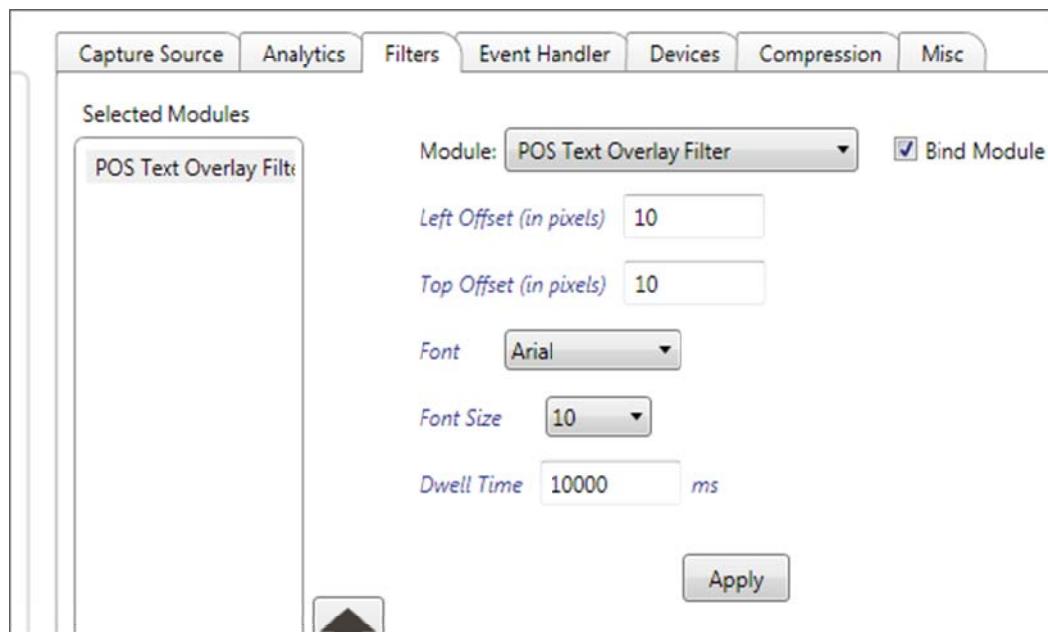 Capture Source Analytics Filters Event Handler Devices Compression Misc
Selected Modules
POS Text Overlay
Module: POS Text Overlay Filter Bind Module
Left Offset (in pixels) 10
Top Offset (in pixels) 10
Font Arial
Font Size 10
Dwell Time 10000 ms
Apply